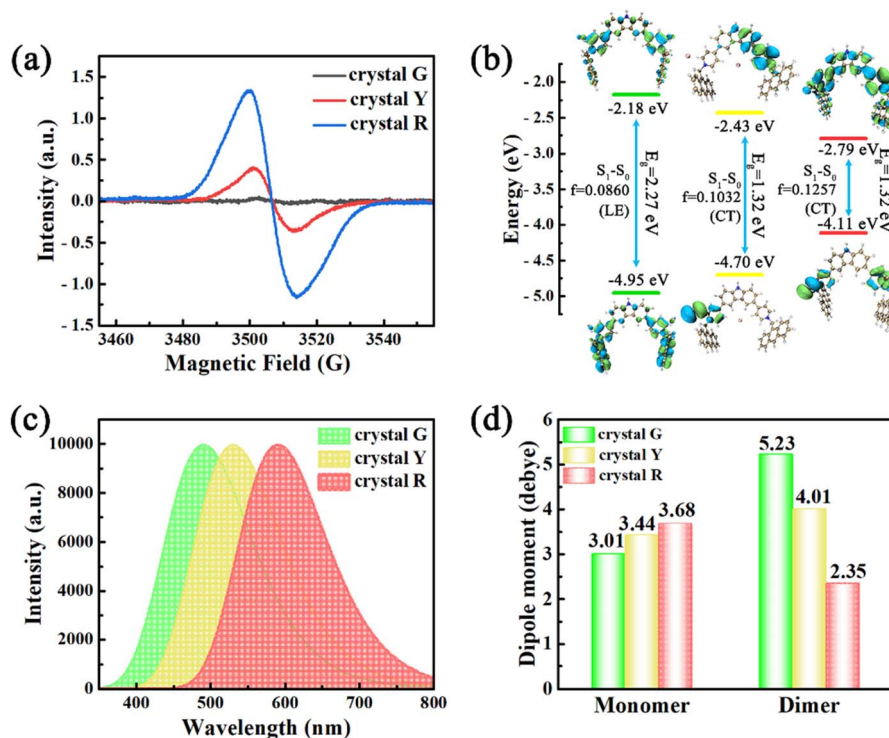 (a)
1.5
1.0
0.5
0.0
- 0.5
- 1.0
- 1.5
Intensity (a.u.)
crystal G
crystal Y
crystal R
3460
3480
3500
3520
3540
Magnetic Field (G)
(b)
- 2.0
- 2.5
- 3.0
- 3.5
- 4.0
- 4.5
- 5.0
Energy (eV)
-2.18 eV
S1-S0
f=0.0860
(LE)
Eg=2.27 eV
-4.95 eV
-2.43 eV
S1-S0
f=0.1032
(CT)
Eg=1.32 eV
-4.70 eV
-2.79 eV
S1-S0
f=0.1257
(CT)
Eg=1.32 eV
-4.11 eV
(c)
10000
8000
6000
4000
2000
0
Intensity (a.u.)
crystal G
crystal Y
crystal R
400
500
600
700
800
Wavelength (nm)
(d)
6
5
4
3
2
1
0
Dipole moment (debye)
crystal G
crystal Y
crystal R
3.01
3.44
3.68
5.23
4.01
2.35
Monomer
Dimer